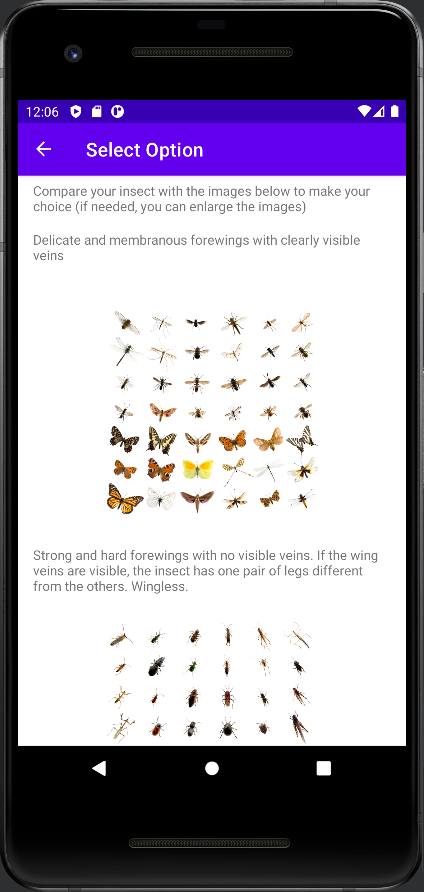 12:06
Select Option
Compare your insect with the images below to make your
choice (if needed, you can enlarge the images)
Delicate and membranous forewings with clearly visible
veins
Strong and hard forewings with no visible veins. If the wing
veins are visible, the insect has one pair of legs different
from the others. Wingless.